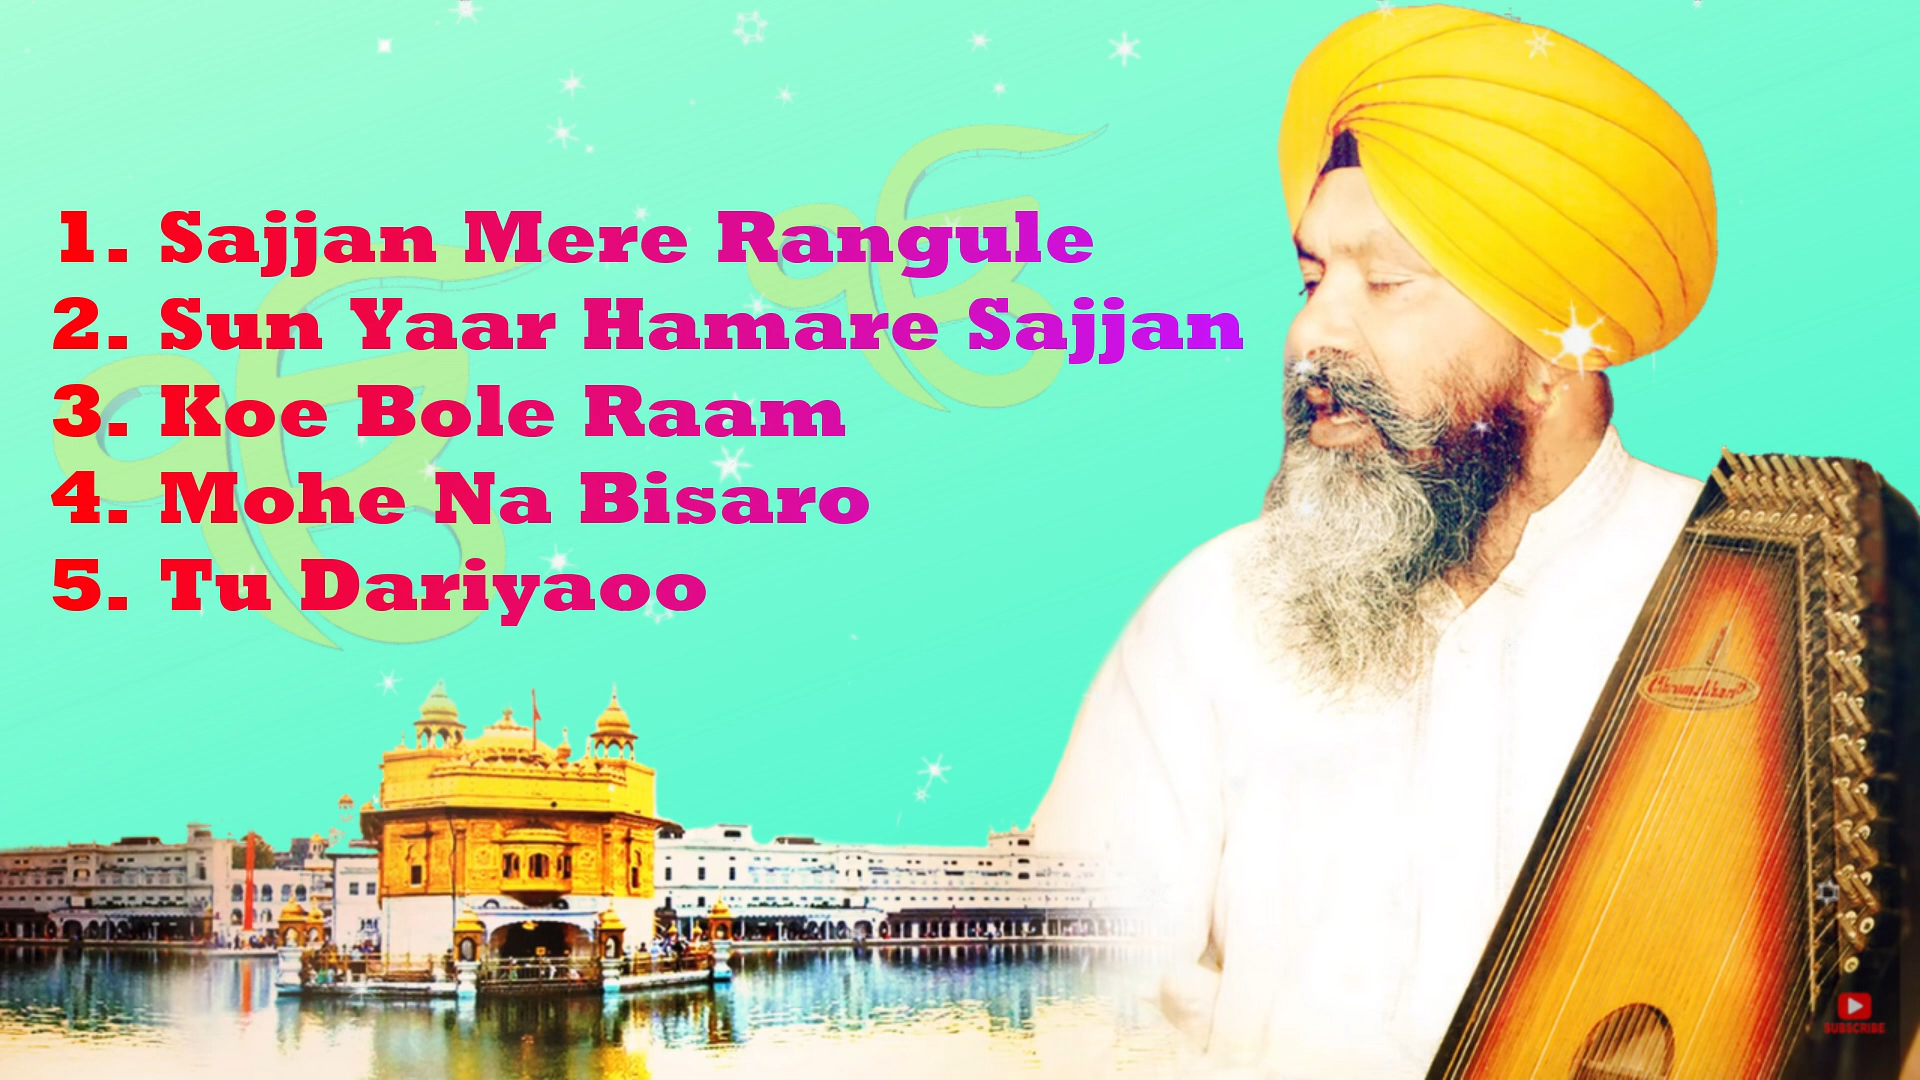 1. Sajjan Mere Rangule
2. Sun Yaar Hamare Sajjan
3. Koe Bole Raam
4. Mohe Na Bisaro
5. Tu Dariyaoo
ੴ
ੴ
SUBSCRIBE